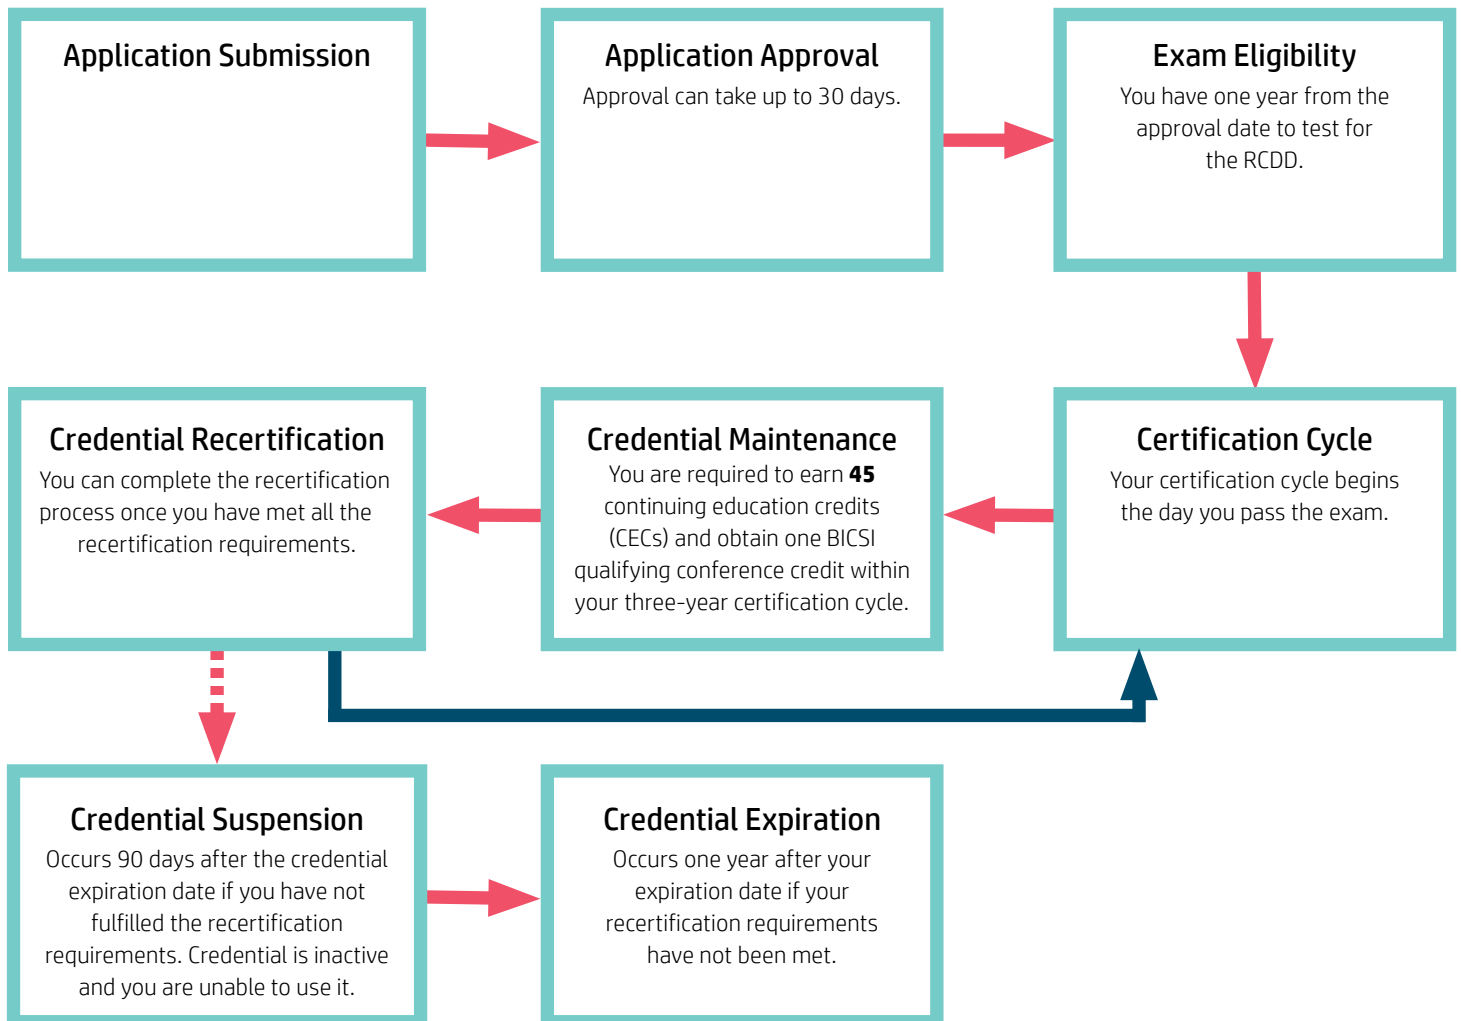 Application Submission
Application Approval
Approval can take up to 30 days.
Exam Eligibility
You have one year from the
approval date to test for
the RCDD.
Credential Recertification
You can complete the recertification
process once you have met all the
recertification requirements.
Credential Maintenance
You are required to earn 45
continuing education credits
(CECs) and obtain one BICSI
qualifying conference credit within
your three-year certification cycle.
Certification Cycle
Your certification cycle begins
the day you pass the exam.
Credential Suspension
Occurs 90 days after the credential
expiration date if you have not
fulfilled the recertification
requirements. Credential is inactive
and you are unable to use it.
Credential Expiration
Occurs one year after your
expiration date if your
recertification requirements
have not been met.